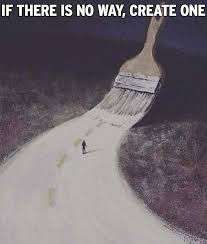 IF THERE IS NO WAY, CREATE ONE